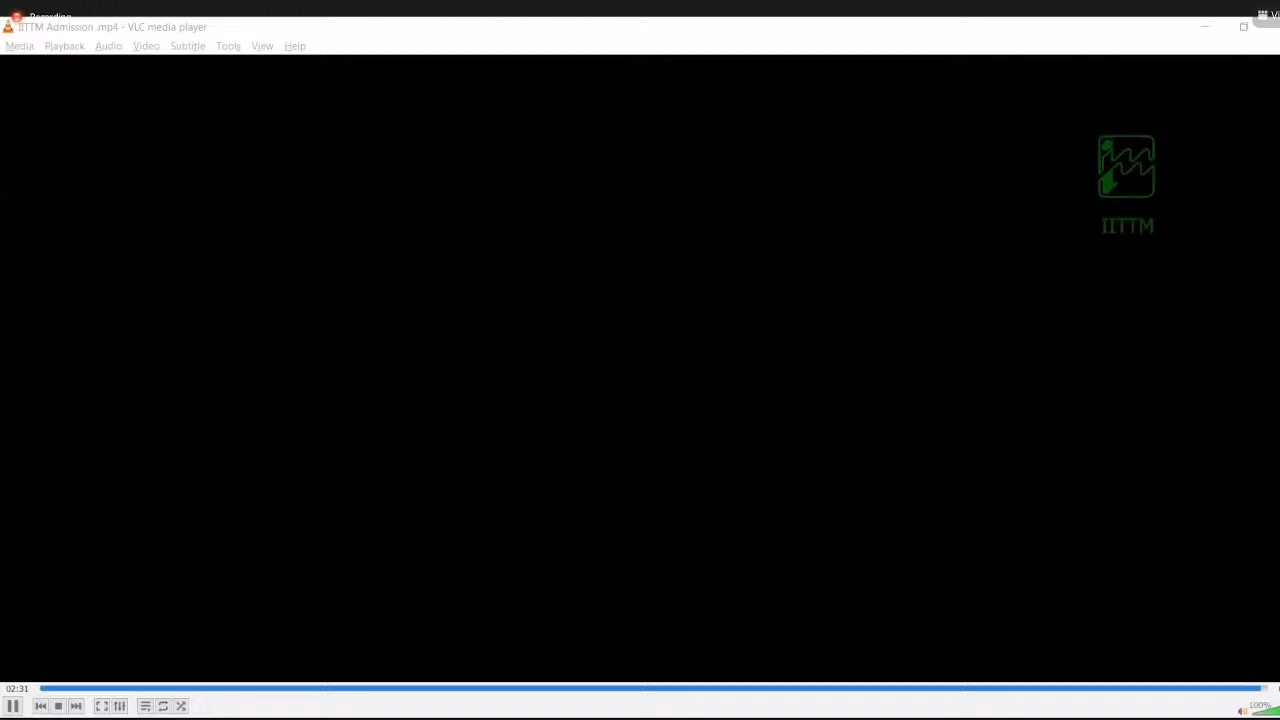 Recording
IITTM Admission .mp4 - VLC media player
Media Playback Audio Video Subtitle Tools View Help
IITTM
02:31
100%